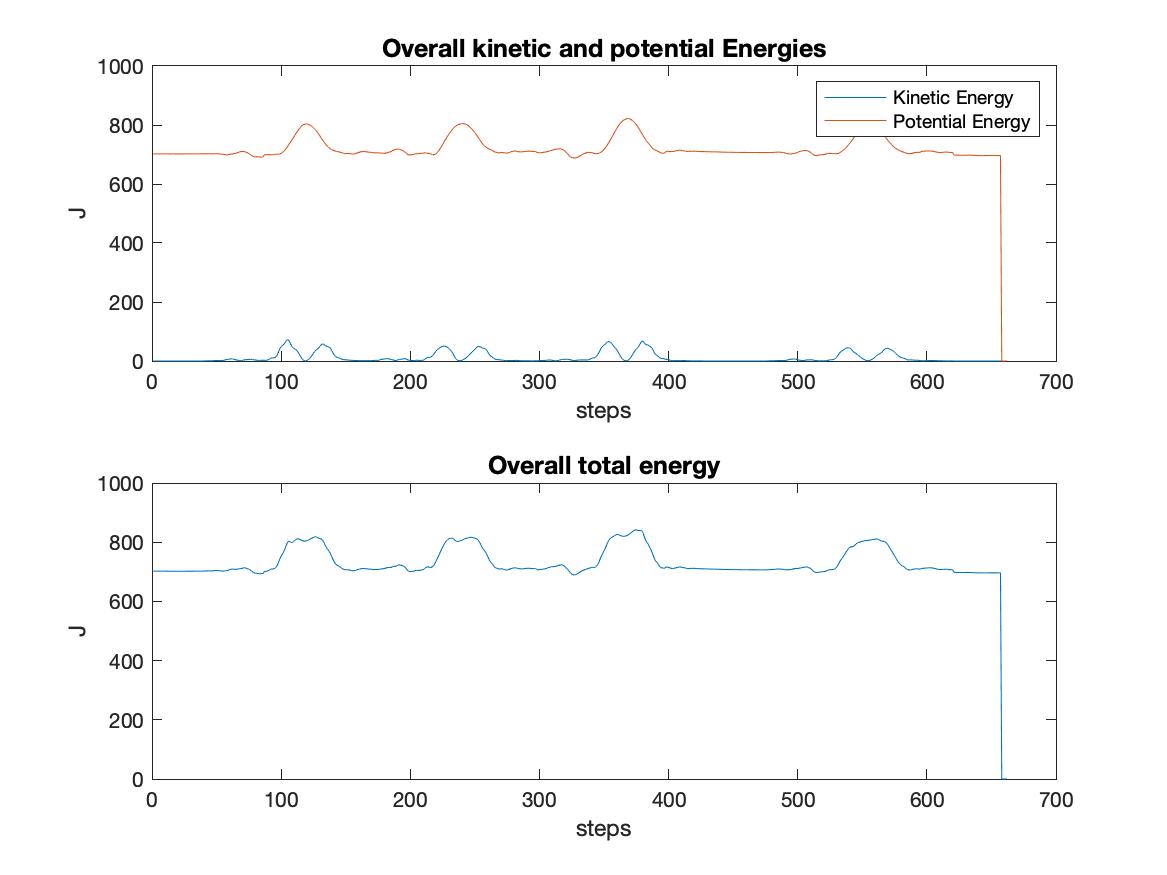 Overall kinetic and potential Energies
1000
800
600
400
200
0
J
Kinetic Energy
Potential Energy
0 100 200 300 400 500 600 700
steps
Overall total energy
1000
800
600
400
200
0
J
0 100 200 300 400 500 600 700
steps